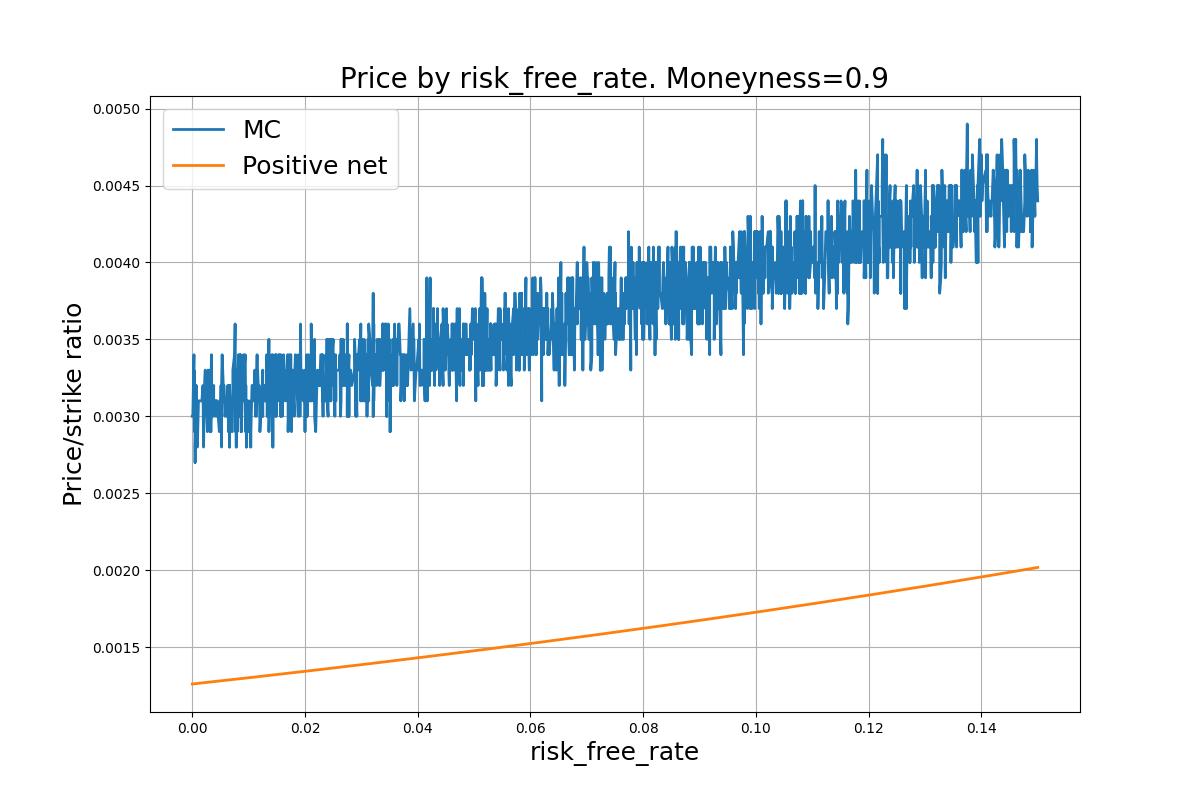 Price by risk_free_rate. Moneyness=0.9
MC
Positive net
Price/strike ratio
0.0050
0.0045
0.0040
0.0035
0.0030
0.0025
0.0020
0.0015
0.00 0.02 0.04 0.06 0.08 0.10 0.12 0.14
risk_free_rate